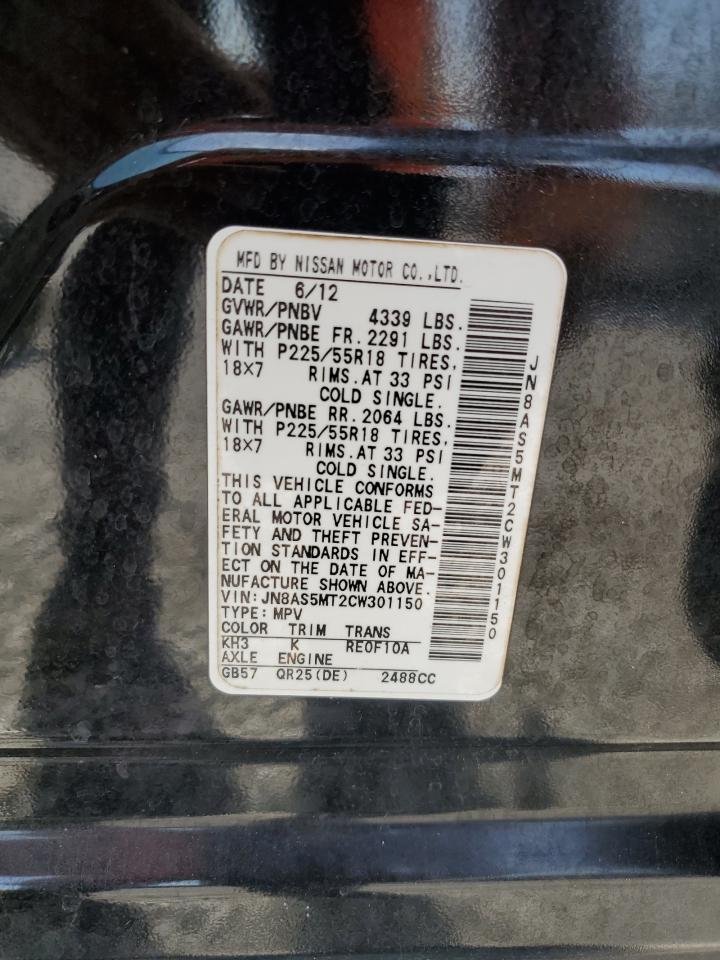 MFD BY NISSAN MOTOR CO.,LTD.
DATE 6/12
GVWR/PNBV 4339 LBS.
GAWR/PNBE FR. 2291 LBS.
WITH P225/55R18 TIRES,
18X7 RIMS.AT 33 PSI
COLD SINGLE.
GAWR/PNBE RR. 2064 LBS.
WITH P225/55R18 TIRES,
18X7 RIMS.AT 33 PSI
COLD SINGLE.
THIS VEHICLE CONFORMS
TO ALL APPLICABLE FED-
ERAL MOTOR VEHICLE SA-
FETY AND THEFT PREVEN-
TION STANDARDS IN EFF-
ECT ON THE DATE OF MA-
NUFACTURE SHOWN ABOVE.
VIN:JN8AS5MT2CW301150
TYPE:MPV
COLOR TRIM TRANS
KH3 K RE0F10A
AXLE ENGINE
GB57 QR25(DE) 2488CC
JN8AS5MT2CW301150